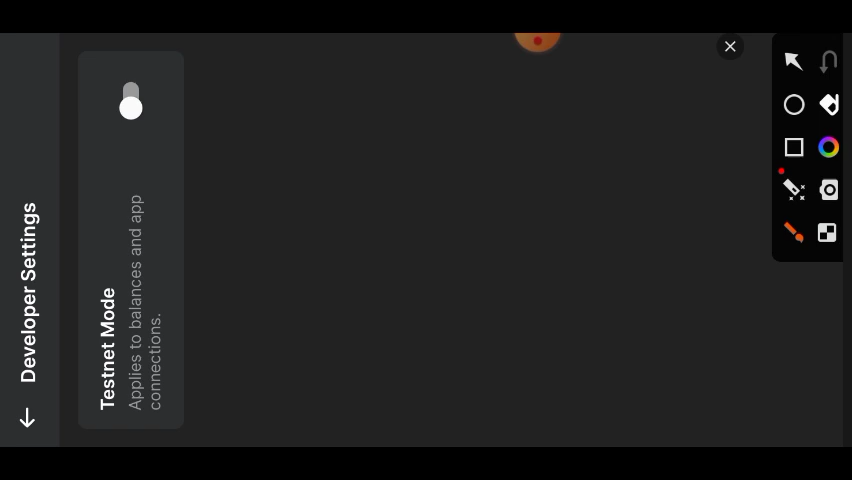 Developer Settings
Testnet Mode
Applies to balances and app
connections.